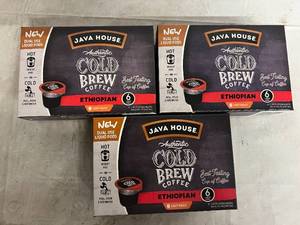 NEW
DUAL USE
LIQUID PODS
HOT
COLD
JAVA HOUSE
Authentic
COLD
BREW
COFFEE
Best Tasting
Cup of Coffee
ETHIOPIAN
6
NEW
DUAL USE
LIQUID PODS
HOT
COLD
JAVA HOUSE
Authentic
COLD
BREW
COFFEE
Best Tasting
Cup of Coffee
ETHIOPIAN
6
NEW
DUAL USE
LIQUID PODS
HOT
COLD
JAVA HOUSE
Authentic
COLD
BREW
COFFEE
Best Tasting
Cup of Coffee
ETHIOPIAN
6